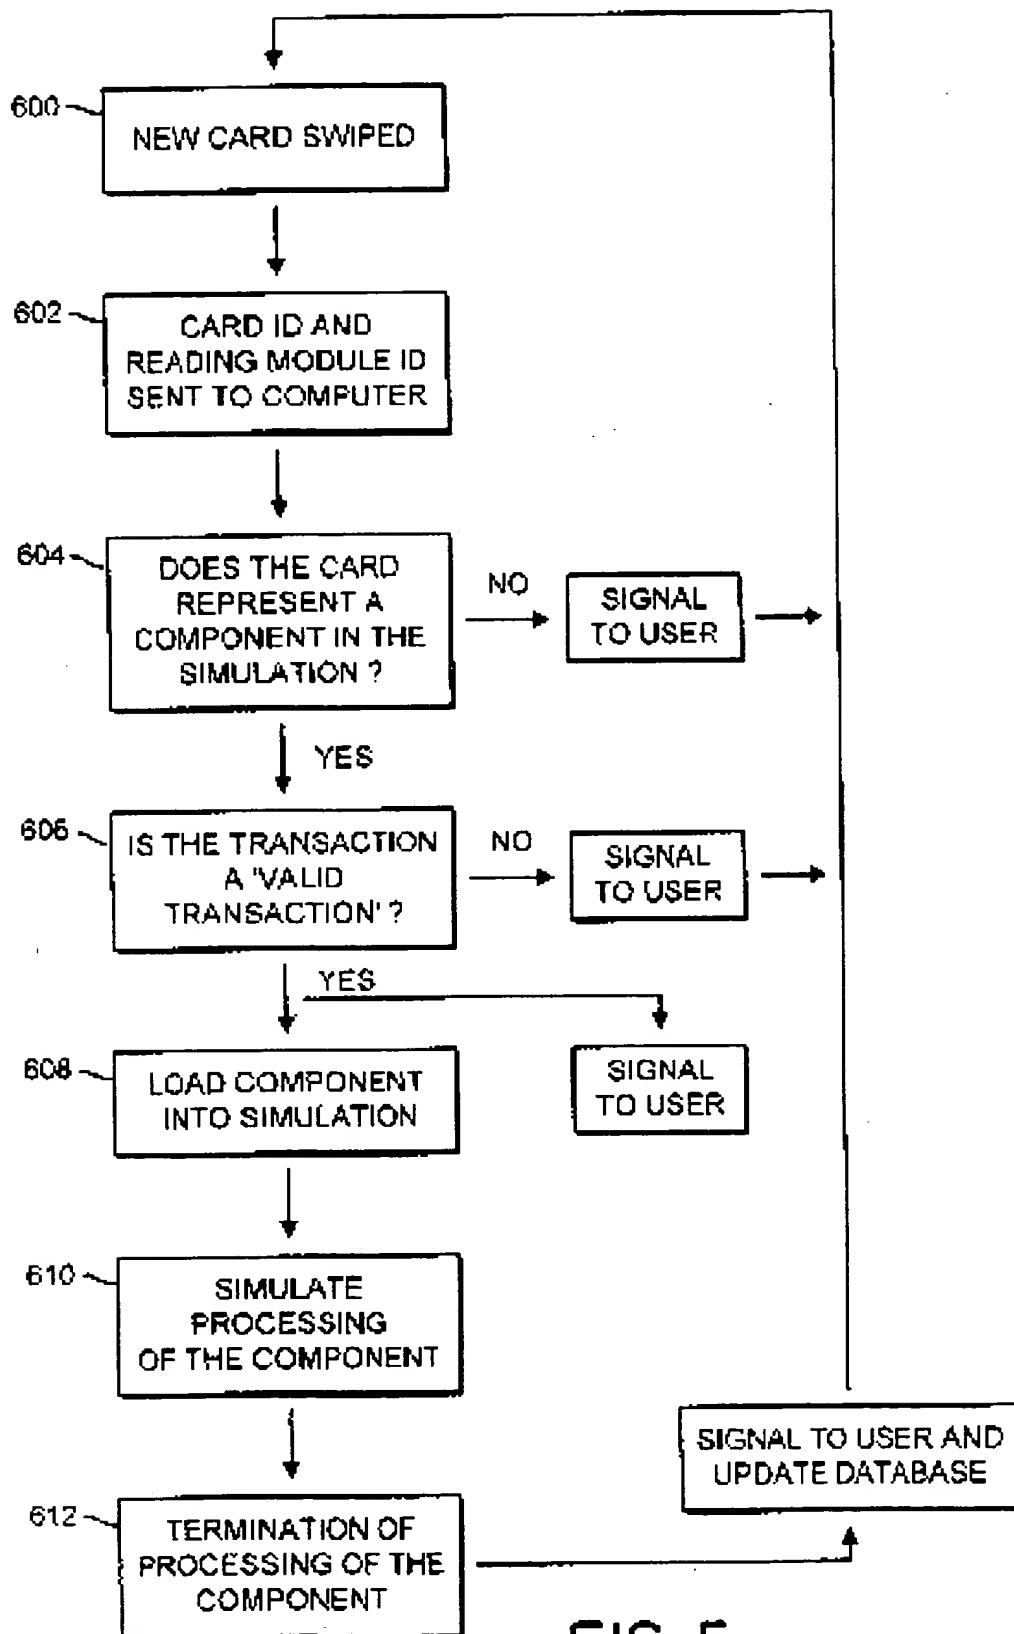 600
NEW CARD SWIPED
602
CARD ID AND
READING MODULE ID
SENT TO COMPUTER
604
DOES THE CARD
REPRESENT A
COMPONENT IN THE
SIMULATION ?
NO
SIGNAL
TO USER
YES
606
IS THE TRANSACTION
A 'VALID
TRANSACTION' ?
NO
SIGNAL
TO USER
YES
608
LOAD COMPONENT
INTO SIMULATION
SIGNAL
TO USER
610
SIMULATE
PROCESSING
OF THE COMPONENT
SIGNAL TO USER AND
UPDATE DATABASE
612
TERMINATION OF
PROCESSING OF THE
COMPONENT